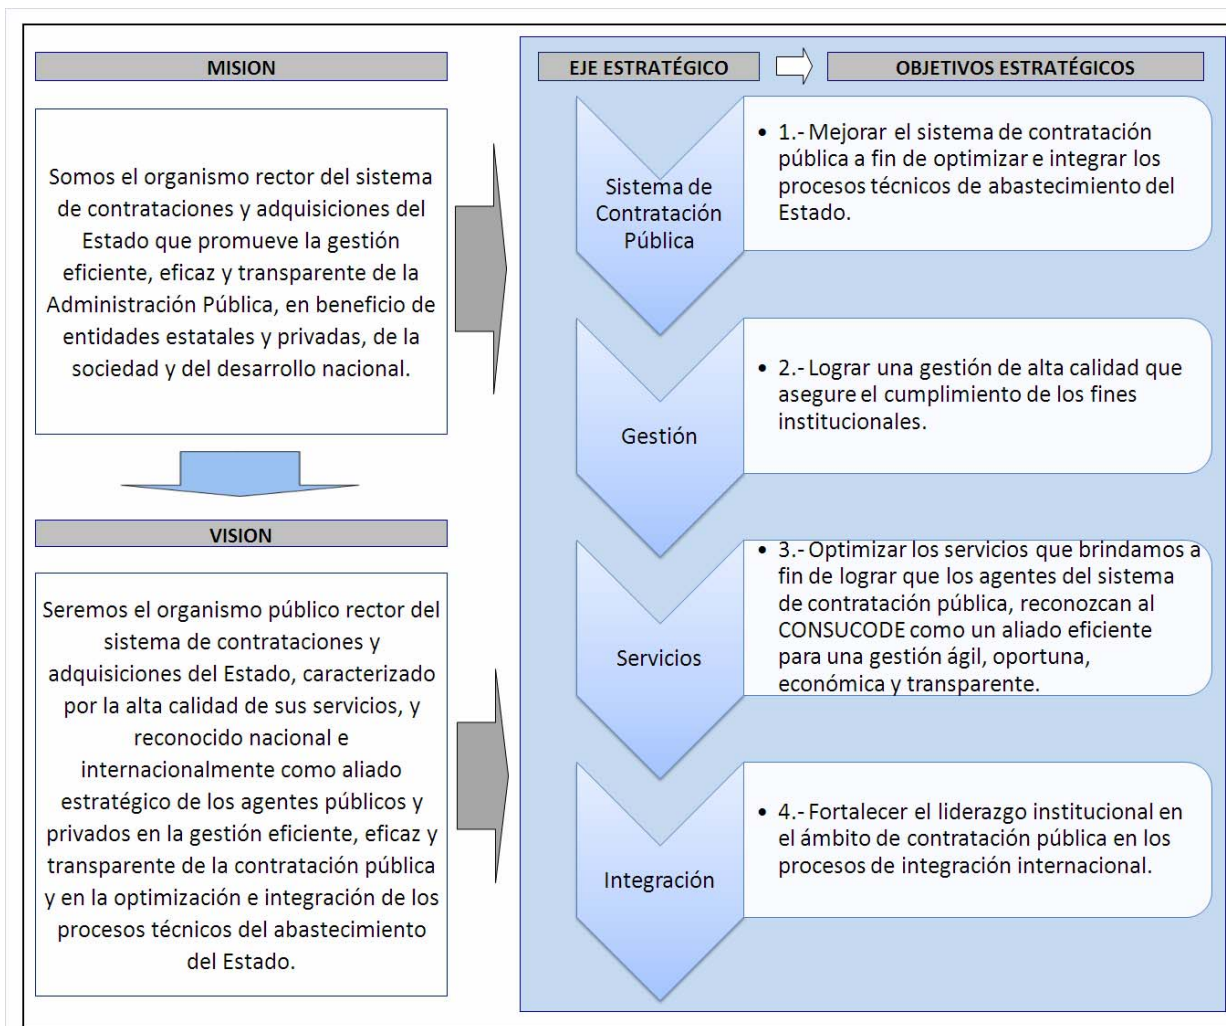 MISION
Somos el organismo rector del sistema
de contrataciones y adquisiciones del
Estado que promueve la gestión
eficiente, eficaz y transparente de la
Administración Pública, en beneficio de
entidades estatales y privadas, de la
sociedad y del desarrollo nacional.
VISION
Seremos el organismo público rector del
sistema de contrataciones y
adquisiciones del Estado, caracterizado
por la alta calidad de sus servicios, y
reconocido nacional e
internacionalmente como aliado
estratégico de los agentes públicos y
privados en la gestión eficiente, eficaz y
transparente de la contratación pública
y en la optimización e integración de los
procesos técnicos del abastecimiento
del Estado.
EJE ESTRATÉGICO
OBJETIVOS ESTRATÉGICOS
Sistema de
Contratación
Pública
• 1.- Mejorar el sistema de contratación
pública a fin de optimizar e integrar los
procesos técnicos de abastecimiento del
Estado.
Gestión
• 2.- Lograr una gestión de alta calidad que
asegure el cumplimiento de los fines
institucionales.
Servicios
• 3.- Optimizar los servicios que brindamos a
fin de lograr que los agentes del sistema
de contratación pública, reconozcan al
CONSUCODE como un aliado eficiente
para una gestión ágil, oportuna,
económica y transparente.
Integración
• 4.- Fortalecer el liderazgo institucional en
el ámbito de contratación pública en los
procesos de integración internacional.